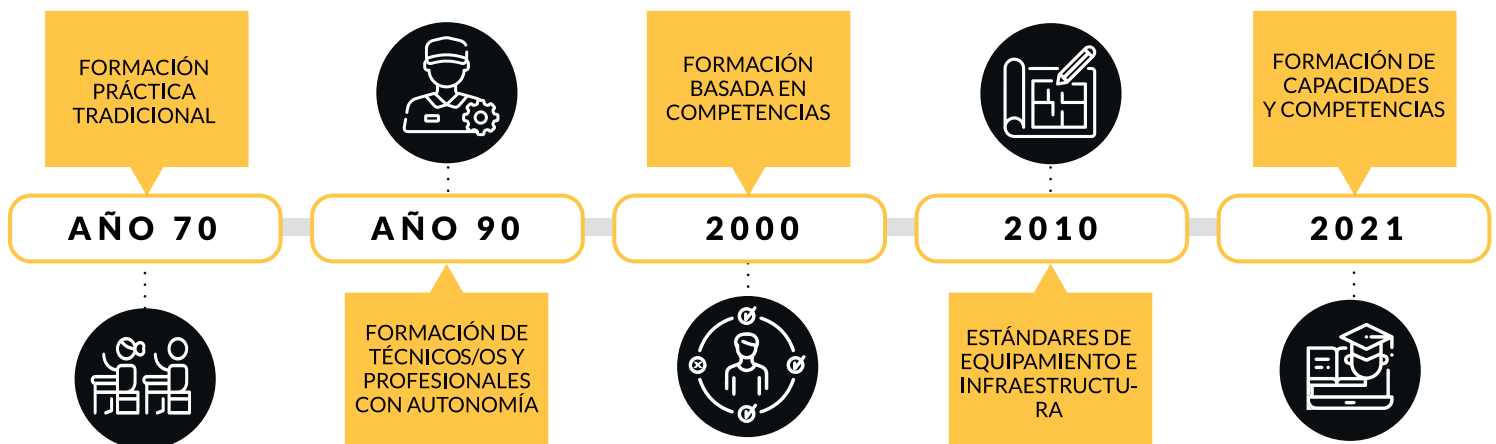 FORMACIÓN
PRÁCTICA
TRADICIONAL
FORMACIÓN
BASADA EN
COMPETENCIAS
FORMACIÓN DE
CAPACIDADES
Y COMPETENCIAS
AÑO 70
AÑO 90
2000
2010
2021
FORMACIÓN DE
TÉCNICOS/OS Y
PROFESIONALES
CON AUTONOMÍA
ESTÁNDARES DE
EQUIPAMIENTO E
INFRAESTRUCTU-
RA